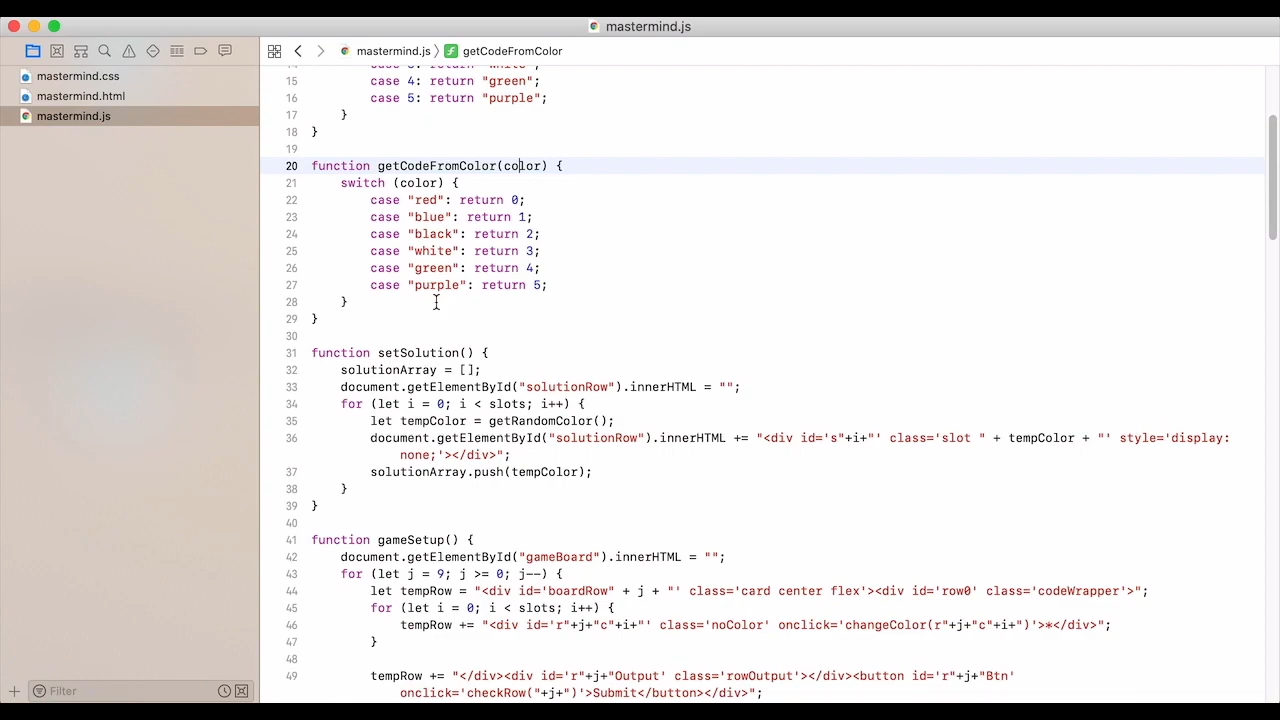 mastermind.js
mastermind.js 〉 getCodeFromColor
mastermind.css
mastermind.html
mastermind.js
Filter
15 case 4: return "green";
16 case 5: return "purple";
17 }
18 }
19
20 function getCodeFromColor(color) {
21 switch (color) {
22 case "red": return 0;
23 case "blue": return 1;
24 case "black": return 2;
25 case "white": return 3;
26 case "green": return 4;
27 case "purple": return 5;
28 }
29 }
30
31 function setSolution() {
32 solutionArray = [];
33 document.getElementById("solutionRow").innerHTML = "";
34 for (let i = 0; i < slots; i++) {
35 let tempColor = getRandomColor();
36 document.getElementById("solutionRow").innerHTML += "<div id='s"+i+"' class='slot " + tempColor + "' style='display:
none;'></div>";
37 solutionArray.push(tempColor);
38 }
39 }
40
41 function gameSetup() {
42 document.getElementById("gameBoard").innerHTML = "";
43 for (let j = 9; j >= 0; j--) {
44 let tempRow = "<div id='boardRow" + j + "' class='card center flex'><div id='row0' class='codeWrapper'>";
45 for (let i = 0; i < slots; i++) {
46 tempRow += "<div id='r"+j+"c"+i+"' class='noColor' onclick='changeColor(r"+j+"c"+i+")'>*</div>";
47 }
48
49 tempRow += "</div><div id='r"+j+"Output' class='rowOutput'></div><button id='r"+j+"Btn'
onclick='checkRow("+j+")'>Submit</button></div>";